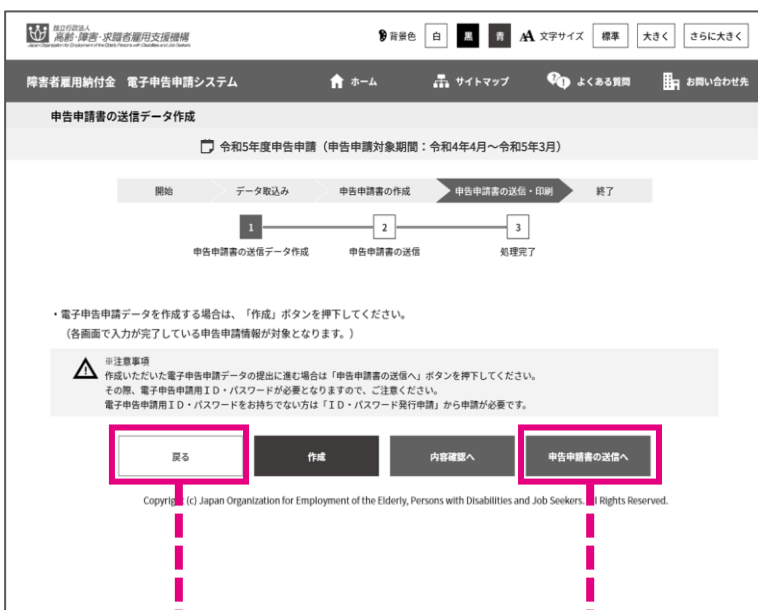 独立行政法人
高齢・障害・求職者雇用支援機構
Japan Organization for Employment of the Elderly, Persons with Disabilities and Job Seekers
背景色 白 黒 青 文字サイズ 標準 大きく さらに大きく
障害者雇用納付金 電子申告申請システム ホーム サイトマップ よくある質問 お問い合わせ先
申告申請書の送信データ作成
令和5年度申告申請（申告申請対象期間：令和4年4月～令和5年3月）
開始 データ取込み 申告申請書の作成 申告申請書の送信・印刷 終了
1 2 3
申告申請書の送信データ作成 申告申請書の送信 処理完了
・電子申告申請データを作成する場合は、「作成」ボタンを押下してください。
（各画面で入力が完了している申告申請情報が対象となります。）
※注意事項
作成いただいた電子申告申請データの提出に進む場合は「申告申請書の送信へ」ボタンを押下してください。
その際、電子申告申請用ＩＤ・パスワードが必要となりますので、ご注意ください。
電子申告申請用ＩＤ・パスワードをお持ちでない方は「ＩＤ・パスワード発行申請」から申請が必要です。
戻る 作成 内容確認へ 申告申請書の送信へ
Copyright (c) Japan Organization for Employment of the Elderly, Persons with Disabilities and Job Seekers. All Rights Reserved.